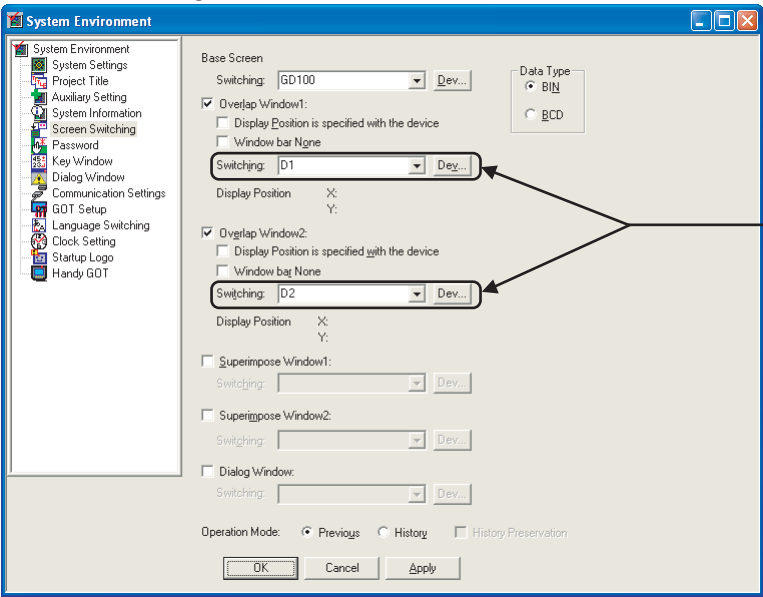 System Environment
System Environment
System Settings
Project Title
Auxiliary Setting
System Information
Screen Switching
Password
Key Window
Dialog Window
Communication Settings
GOT Setup
Language Switching
Clock Setting
Startup Logo
Handy GOT
Base Screen
Switching: GD100 Dev...
Data Type
BIN
BCD
Overlap Window1:
Display Position is specified with the device
Window bar None
Switching: D1 Dev...
Display Position X:
Y:
Overlap Window2:
Display Position is specified with the device
Window bar None
Switching: D2 Dev...
Display Position X:
Y:
Superimpose Window1:
Switching: Dev...
Superimpose Window2:
Switching: Dev...
Dialog Window:
Switching: Dev...
Operation Mode: Previous History History Preservation
OK Cancel Apply